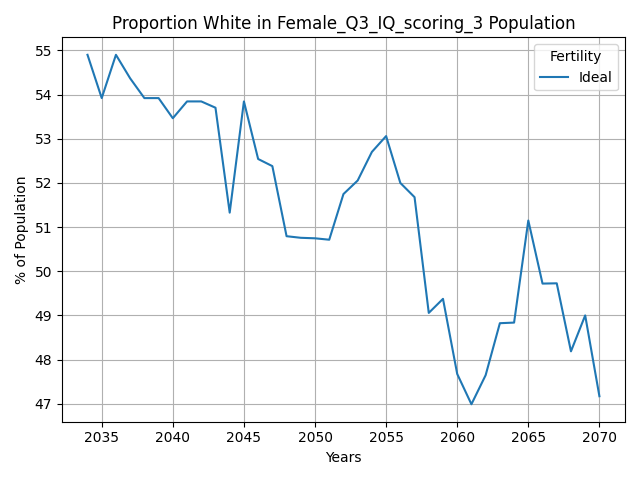 Proportion White in Female_Q3_IQ_scoring_3 Population
Fertility
Ideal
% of Population
55
54
53
52
51
50
49
48
47
2035 2040 2045 2050 2055 2060 2065 2070
Years